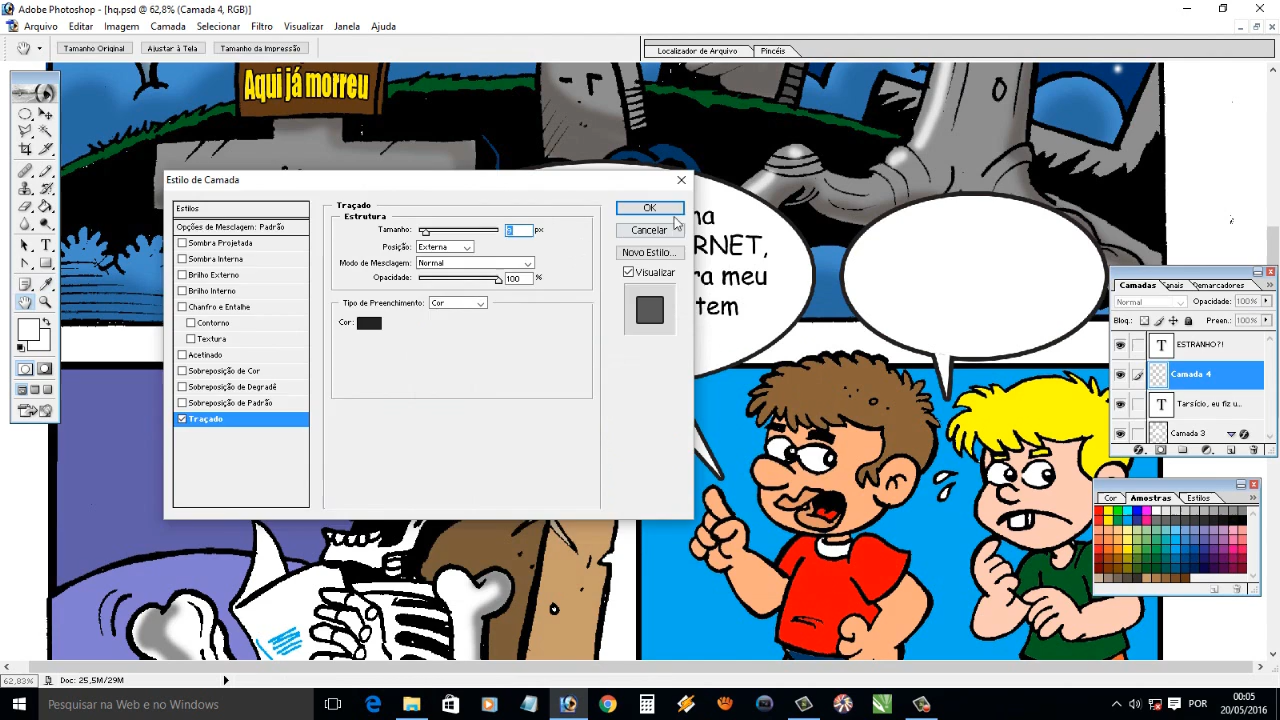 Adobe Photoshop - [hq.psd @ 62,8% (Camada 4, RGB)]
Arquivo Editar Imagem Camada Selecionar Filtro Visualizar Janela Ajuda
Tamanho Original Ajustar à Tela Tamanho da Impressão Localizador de Arquivo Pincéis
Aqui já morreu
Estilo de Camada
Estilos
Opções de Mesclagem: Padrão
Sombra Projetada
Sombra Interna
Brilho Externo
Brilho Interno
Chanfro e Entalhe
Contorno
Textura
Acetinado
Sobreposição de Cor
Sobreposição de Degradê
Sobreposição de Padrão
Traçado
Traçado
Estrutura
Tamanho: px
Posição: Externa
Modo de Mesclagem: Normal
Opacidade: 100 %
Tipo de Preenchimento: Cor
Cor:
OK
Cancelar
Novo Estilo...
Visualizar
na
RNET,
ra meu
tem
Camadas anais Demarcadores
Normal Opacidade: 100%
Bloq.: Preen.: 100%
T ESTRANHO?!
Camada 4
T Tarsício, eu fiz u...
Camada 3
Cor Amostras Estilos
62,83% Doc: 25,5M/29M
Pesquisar na Web e no Windows
POR
00:05
20/05/2016